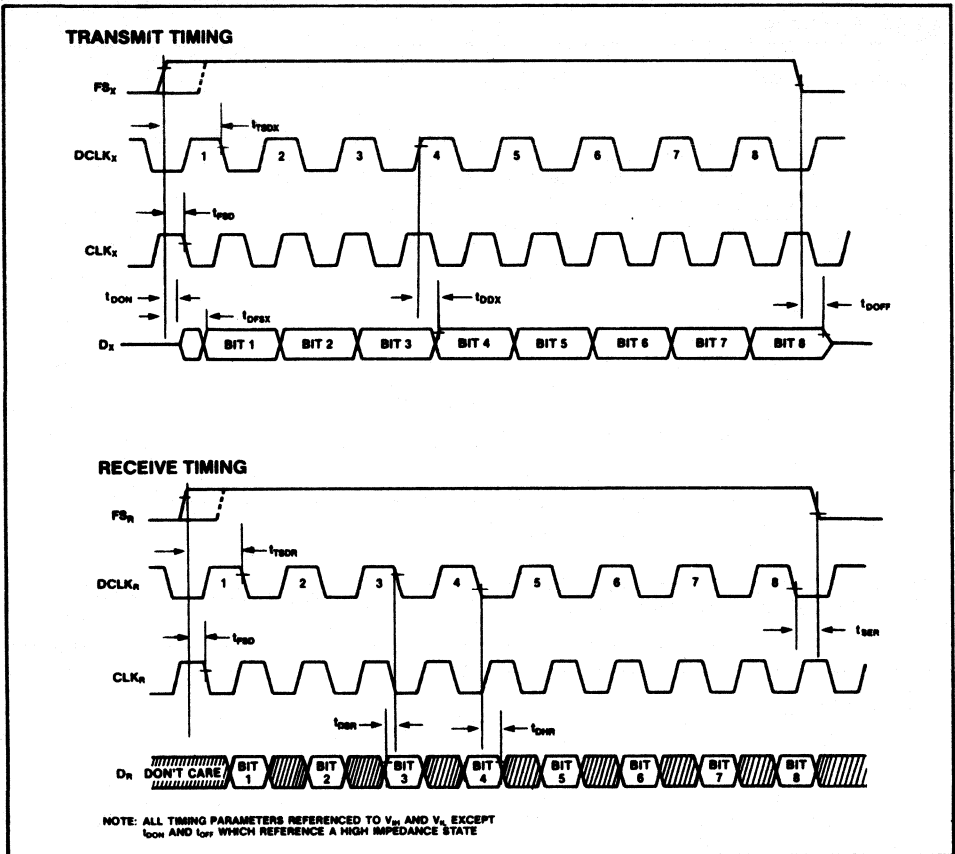 TRANSMIT TIMING
FSX
tTSDX
DCLKX
1 2 3 4 5 6 7 8
tFSD
CLKX
tDON
tDDX
tDOFF
tDFSX
DX
BIT 1 BIT 2 BIT 3 BIT 4 BIT 5 BIT 6 BIT 7 BIT 8
RECEIVE TIMING
FSR
tTSDR
DCLKR
1 2 3 4 5 6 7 8
tFSD
tSER
CLKR
tDSR
tDHR
DR DON'T CARE BIT 1 BIT 2 BIT 3 BIT 4 BIT 5 BIT 6 BIT 7 BIT 8
NOTE: ALL TIMING PARAMETERS REFERENCED TO VIH AND VIL EXCEPT
tDON AND tOFF WHICH REFERENCE A HIGH IMPEDANCE STATE